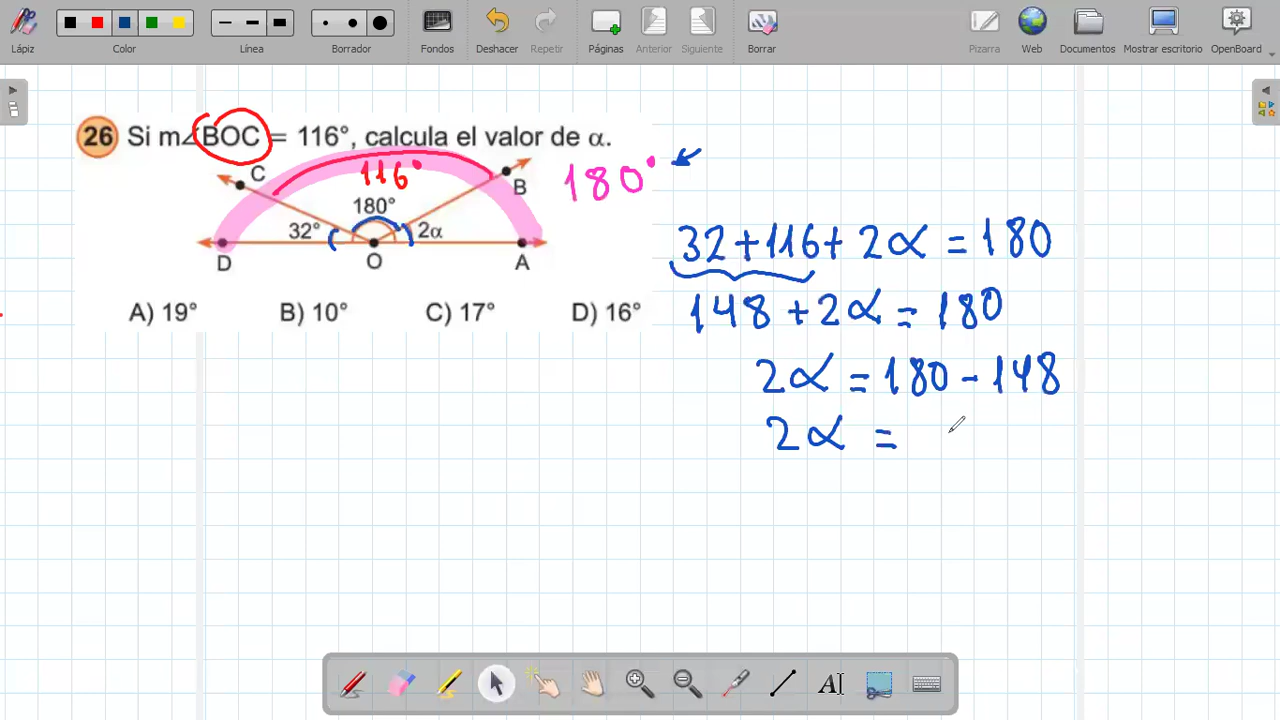 Lápiz Color Línea Borrador Fondos Deshacer Repetir Páginas Anterior Siguiente Borrar Pizarra Web Documentos Mostrar escritorio OpenBoard
26 Si m∠BOC = 116°, calcula el valor de α.
C 116° B 180°
180°
32° 2α
D O A
A) 19° B) 10° C) 17° D) 16°
32+116+2α=180
148+2α=180
2α=180-148
2α=